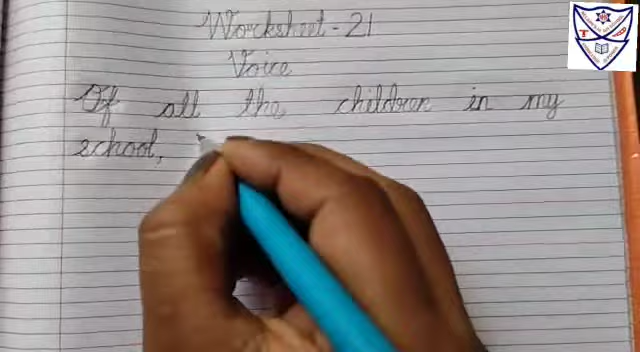 Worksheet - 21
Voice
Of all the children in my
school,